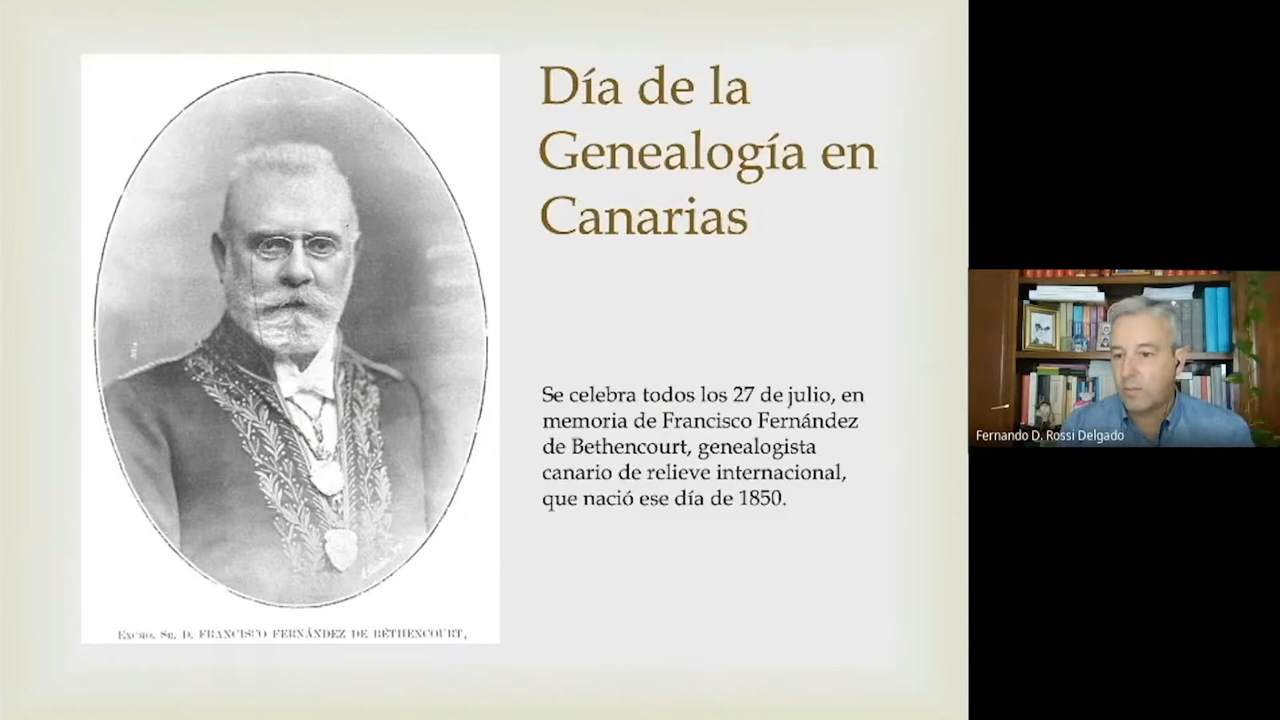 Día de la
Genealogía en
Canarias
Se celebra todos los 27 de julio, en
memoria de Francisco Fernández
de Bethencourt, genealogista
canario de relieve internacional,
que nació ese día de 1850.
EXCMO. SR. D. FRANCISCO FERNÁNDEZ DE BÉTHENCOURT,
Fernando D. Rossi Delgado